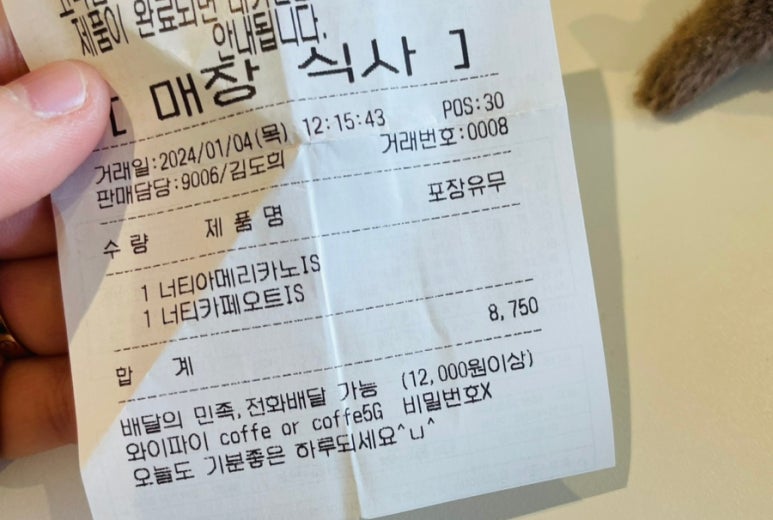 제품이 완료되면
안내됩니다.
[ 매장 식사 ]
거래일:2024/01/04(목) 12:15:43 POS:30
판매담당:9006/김도희 거래번호:0008
수 량 제 품 명 포장유무
1 너티아메리카노IS
1 너티카페오트IS
합 계 8,750
배달의 민족,전화배달 가능 (12,000원이상)
와이파이 coffe or coffe5G 비밀번호X
오늘도 기분좋은 하루되세요^ㅂ^